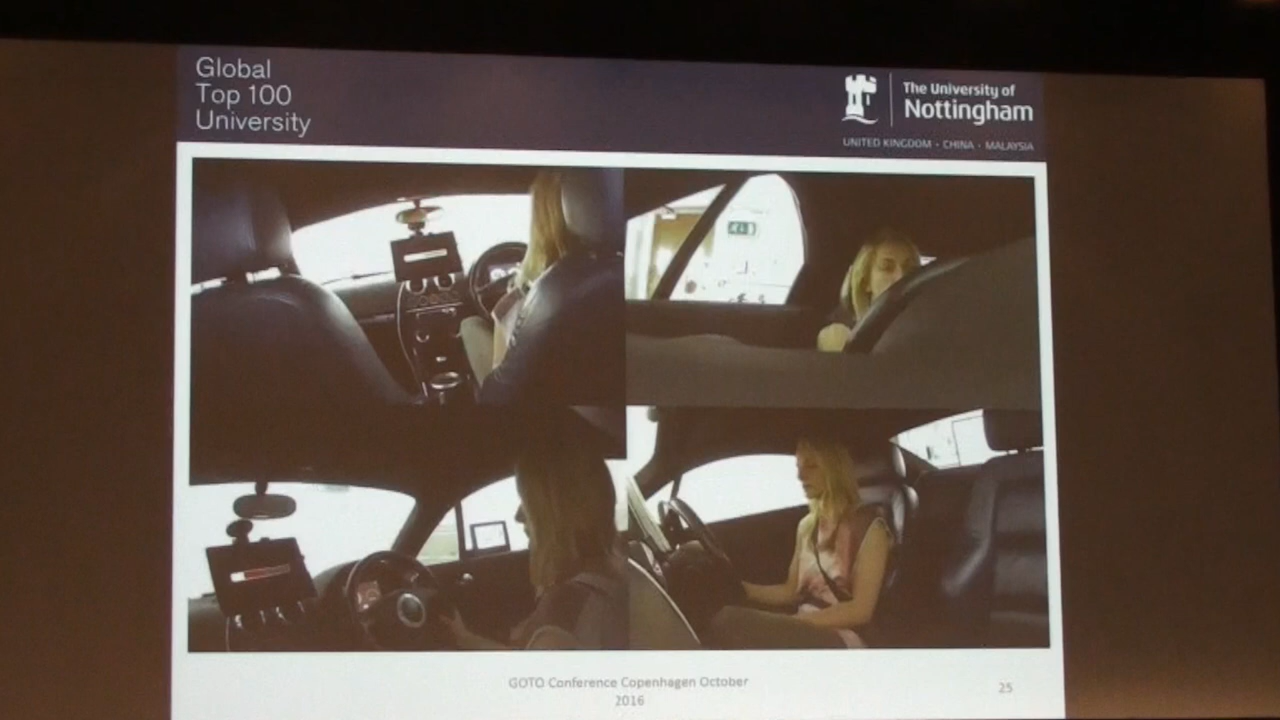 Global
Top 100
University
The University of
Nottingham
UNITED KINGDOM · CHINA · MALAYSIA
GOTO Conference Copenhagen October
2016
25